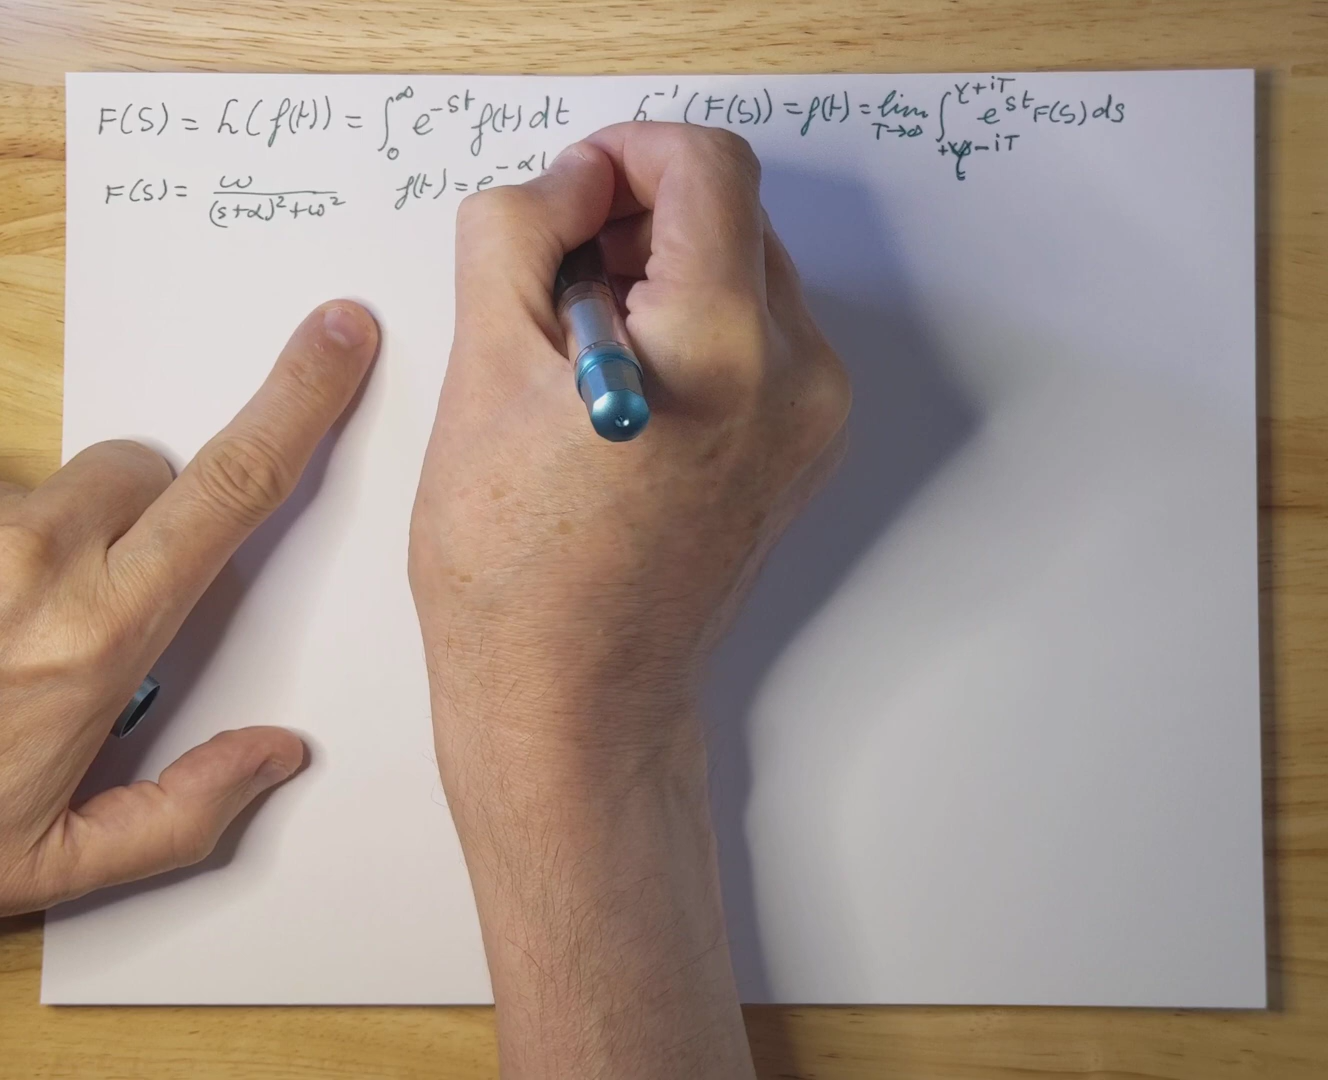 F(S) = L(f(t)) = ∫₀^∞ e^{-st} f(t) dt    L^{-1}(F(S)) = f(t) = lim_{T→∞} ∫_{γ-iT}^{γ+iT} e^{st} F(S) ds
F(S) = ω/((s+α)²+ω²)    f(t) = e^{-α